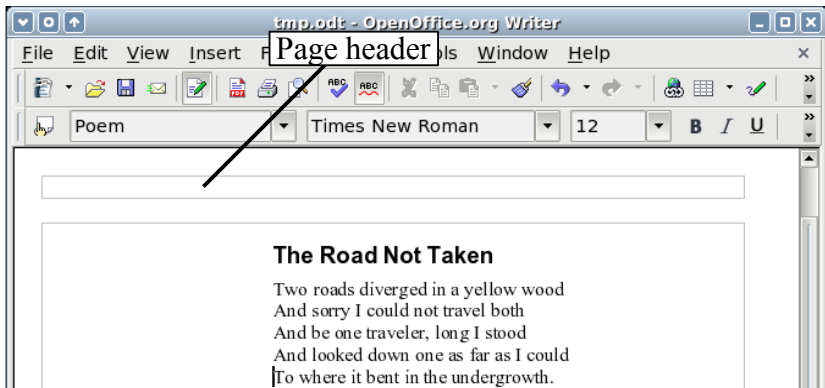 tmp.odt - OpenOffice.org Writer
File Edit View Insert F Page header ols Window Help
ABC ABC
Poem Times New Roman 12 B I U
The Road Not Taken
Two roads diverged in a yellow wood
And sorry I could not travel both
And be one traveler, long I stood
And looked down one as far as I could
To where it bent in the undergrowth.